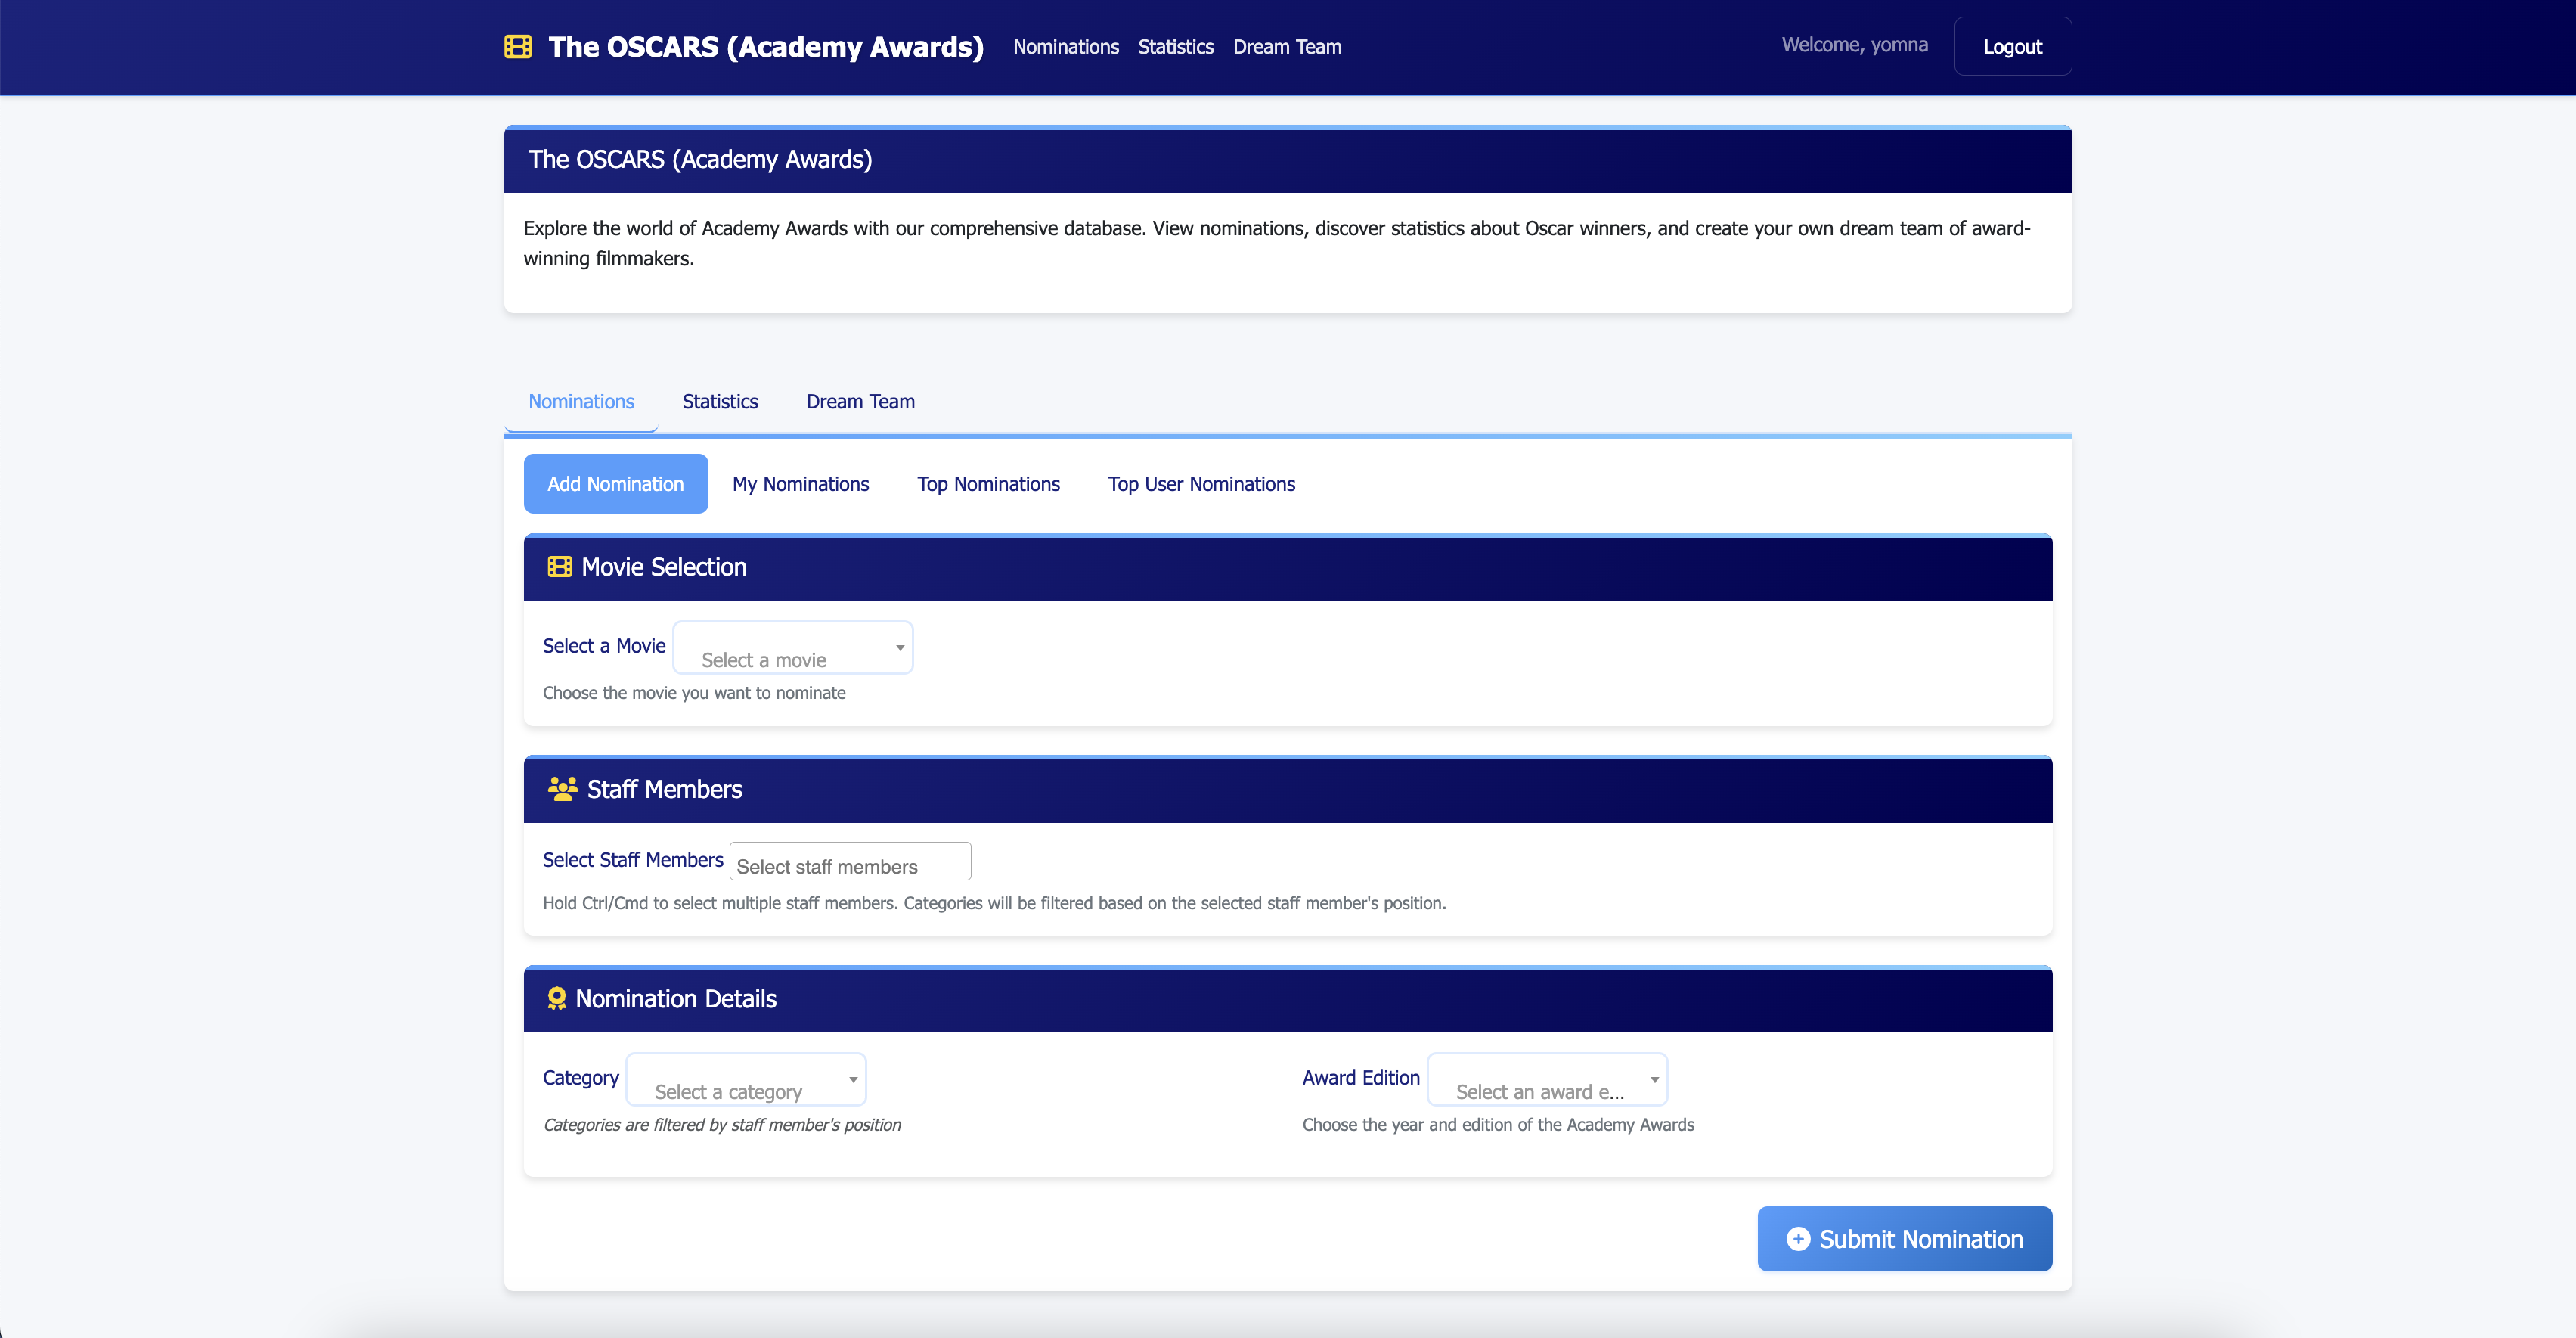 The OSCARS (Academy Awards) Nominations Statistics Dream Team Welcome, yomna Logout
The OSCARS (Academy Awards)
Explore the world of Academy Awards with our comprehensive database. View nominations, discover statistics about Oscar winners, and create your own dream team of award-
winning filmmakers.
Nominations Statistics Dream Team
Add Nomination My Nominations Top Nominations Top User Nominations
Movie Selection
Select a Movie Select a movie
Choose the movie you want to nominate
Staff Members
Select Staff Members Select staff members
Hold Ctrl/Cmd to select multiple staff members. Categories will be filtered based on the selected staff member's position.
Nomination Details
Category Select a category Award Edition Select an award e...
Categories are filtered by staff member's position Choose the year and edition of the Academy Awards
Submit Nomination